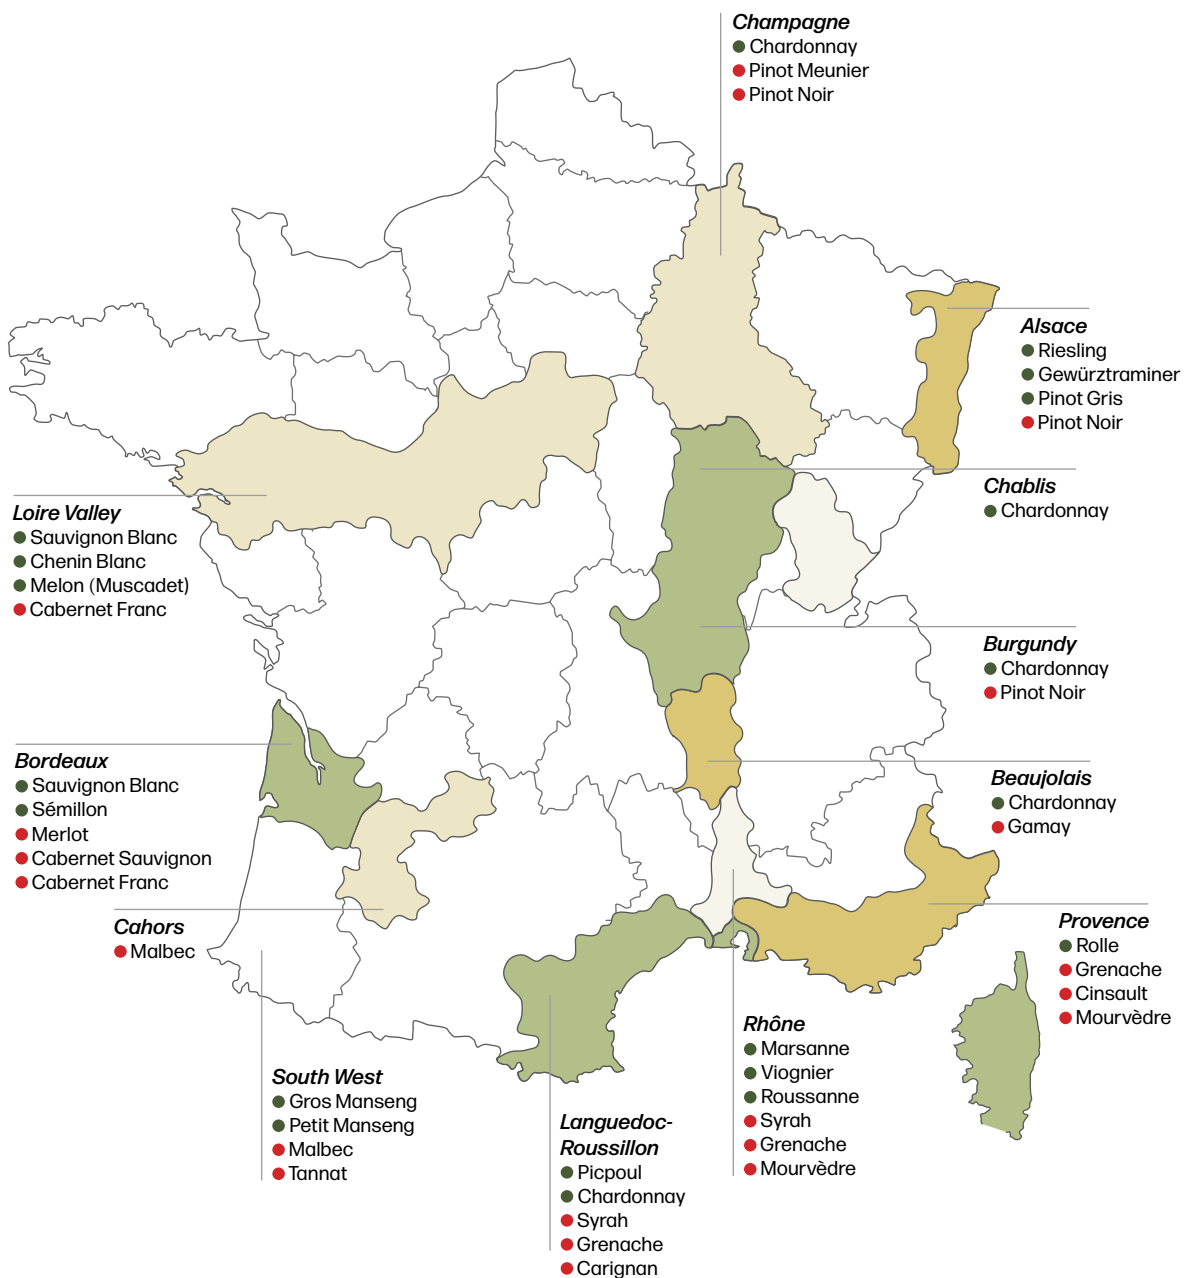 Champagne
Chardonnay
Pinot Meunier
Pinot Noir
Alsace
Riesling
Gewürztraminer
Pinot Gris
Pinot Noir
Chablis
Chardonnay
Loire Valley
Sauvignon Blanc
Chenin Blanc
Melon (Muscadet)
Cabernet Franc
Burgundy
Chardonnay
Pinot Noir
Bordeaux
Sauvignon Blanc
Sémillon
Merlot
Cabernet Sauvignon
Cabernet Franc
Beaujolais
Chardonnay
Gamay
Cahors
Malbec
Provence
Rolle
Grenache
Cinsault
Mourvèdre
Rhône
Marsanne
Viognier
Roussanne
Syrah
Grenache
Mourvèdre
South West
Gros Manseng
Petit Manseng
Malbec
Tannat
Languedoc-
Roussillon
Picpoul
Chardonnay
Syrah
Grenache
Carignan